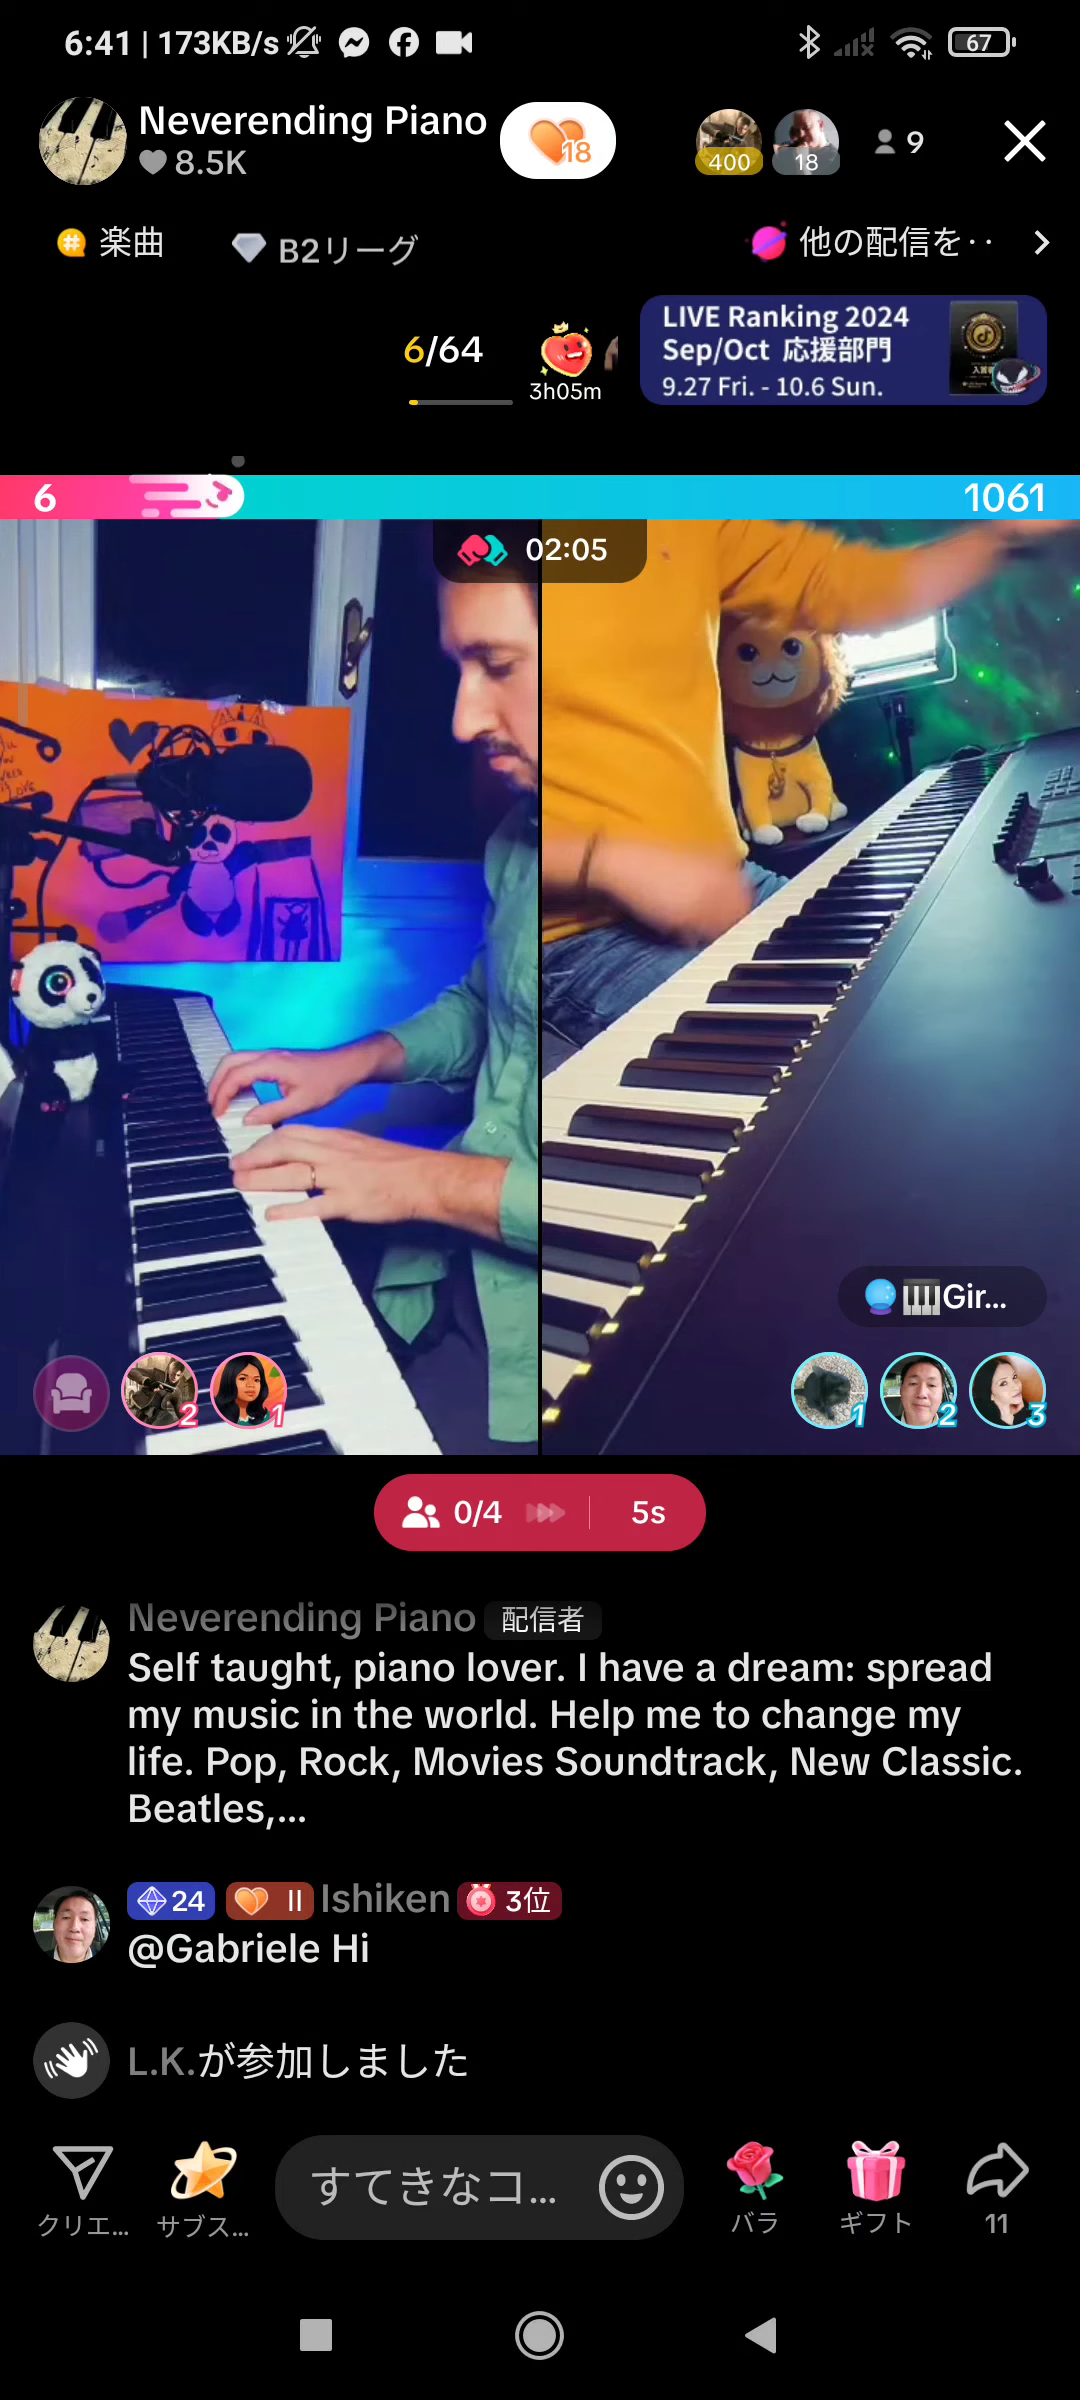 6:41 | 173KB/s
67
Neverending Piano
8.5K
18
400
18
9
楽曲
B2リーグ
他の配信を‥
6/64
3h05m
LIVE Ranking 2024
Sep/Oct 応援部門
9.27 Fri. - 10.6 Sun.
6
1061
02:05
Gir...
2
1
1
2
3
0/4
5s
Neverending Piano 配信者
Self taught, piano lover. I have a dream: spread
my music in the world. Help me to change my
life. Pop, Rock, Movies Soundtrack, New Classic.
Beatles,...
24 II Ishiken 3位
@Gabriele Hi
L.K.が参加しました
すてきなコ...
クリエ...
サブス...
バラ
ギフト
11